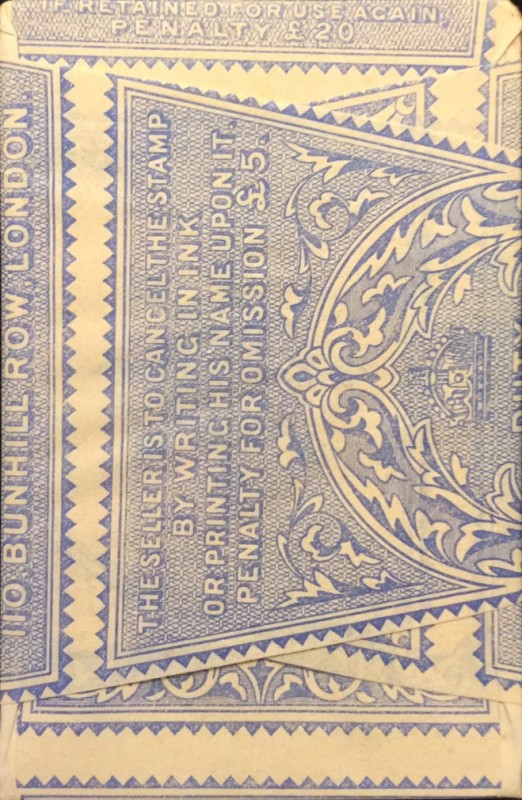 IF RETAINED FOR USE AGAIN,
PENALTY £20
110, BUNHILL ROW, LONDON.
THE SELLER IS TO CANCEL THE STAMP
BY WRITING IN INK
OR PRINTING HIS NAME UPON IT.
PENALTY FOR OMISSION £5.